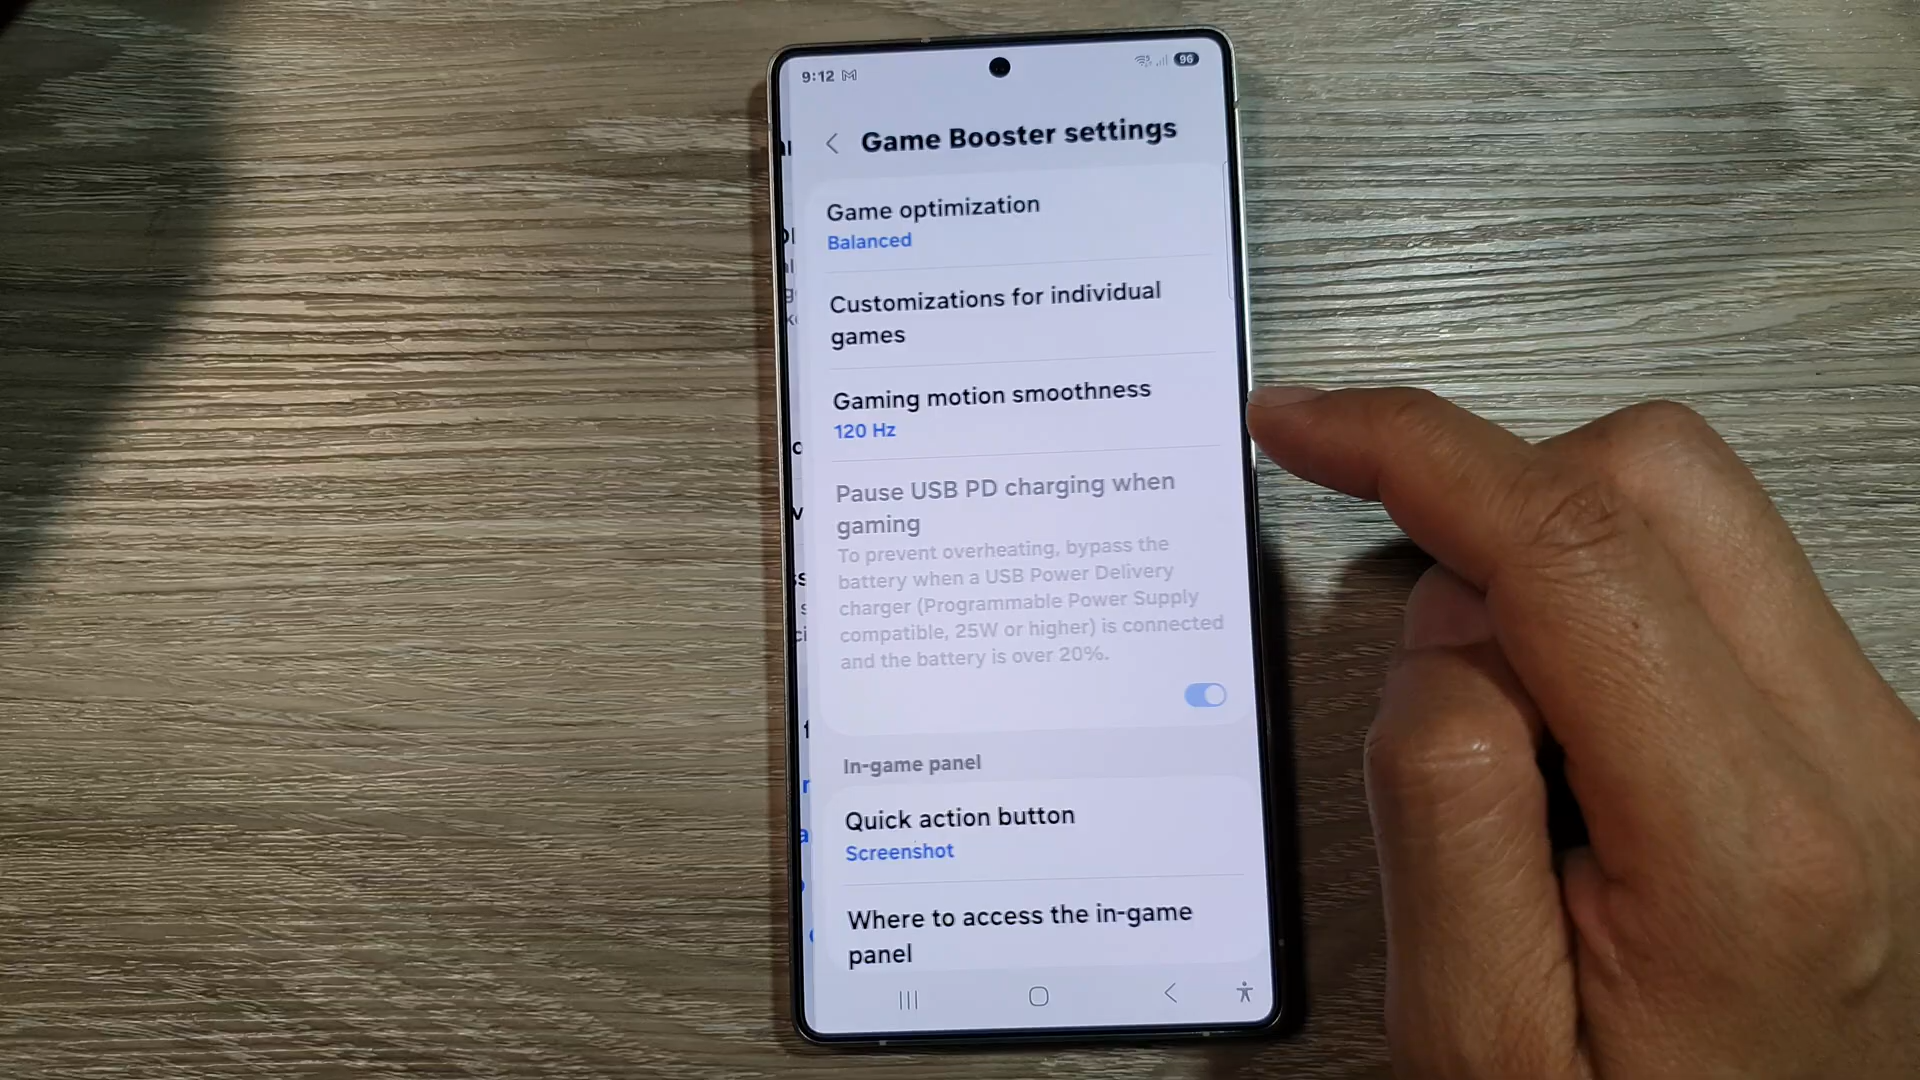 9:12
96
Game Booster settings
Game optimization
Balanced
Customizations for individual
games
Gaming motion smoothness
120 Hz
Pause USB PD charging when
gaming
To prevent overheating, bypass the
battery when a USB Power Delivery
charger (Programmable Power Supply
compatible, 25W or higher) is connected
and the battery is over 20%.
In-game panel
Quick action button
Screenshot
Where to access the in-game
panel